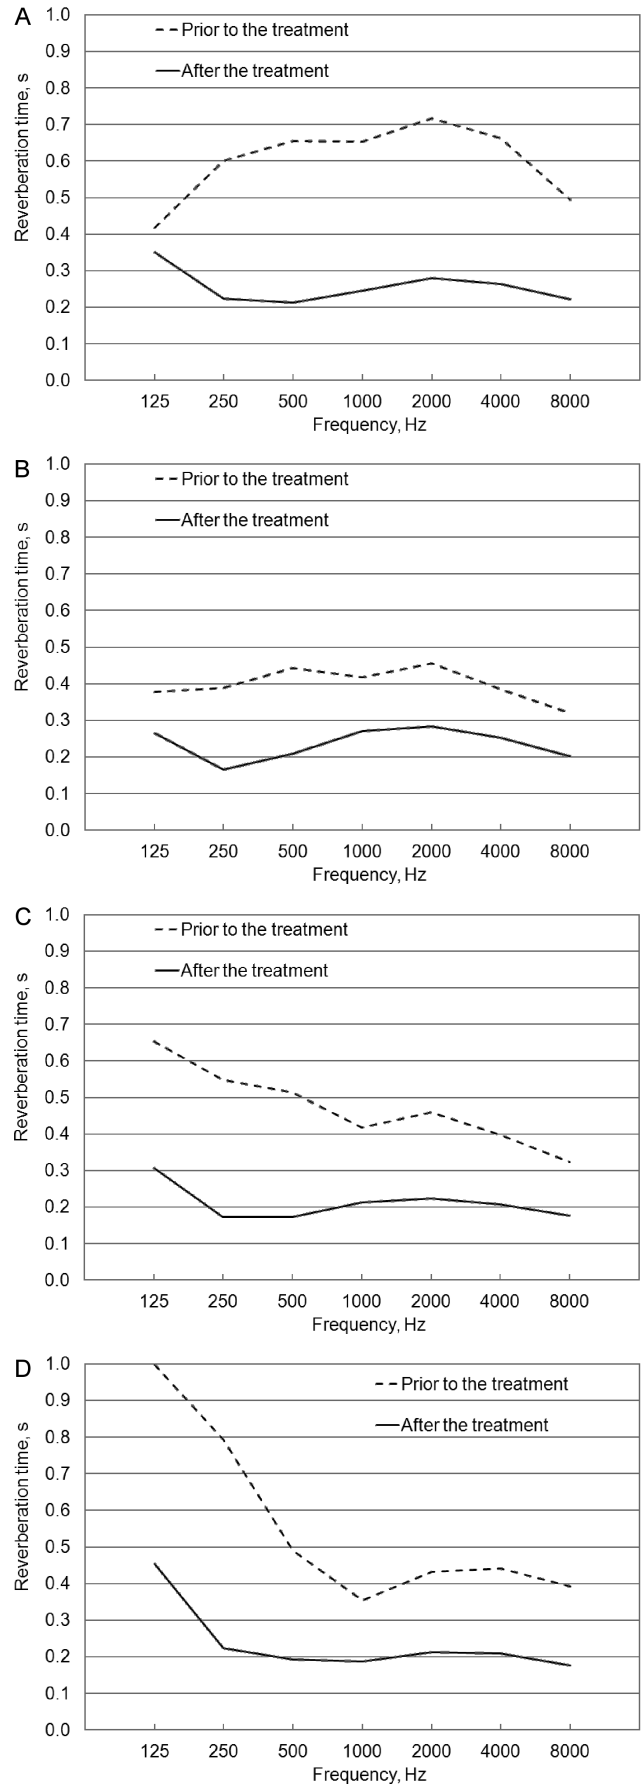 A
Reverberation time, s
1.0
0.9
0.8
0.7
0.6
0.5
0.4
0.3
0.2
0.1
0.0
Prior to the treatment
After the treatment
125 250 500 1000 2000 4000 8000
Frequency, Hz
B
Reverberation time, s
1.0
0.9
0.8
0.7
0.6
0.5
0.4
0.3
0.2
0.1
0.0
Prior to the treatment
After the treatment
125 250 500 1000 2000 4000 8000
Frequency, Hz
C
Reverberation time, s
1.0
0.9
0.8
0.7
0.6
0.5
0.4
0.3
0.2
0.1
0.0
Prior to the treatment
After the treatment
125 250 500 1000 2000 4000 8000
Frequency, Hz
D
Reverberation time, s
1.0
0.9
0.8
0.7
0.6
0.5
0.4
0.3
0.2
0.1
0.0
Prior to the treatment
After the treatment
125 250 500 1000 2000 4000 8000
Frequency, Hz